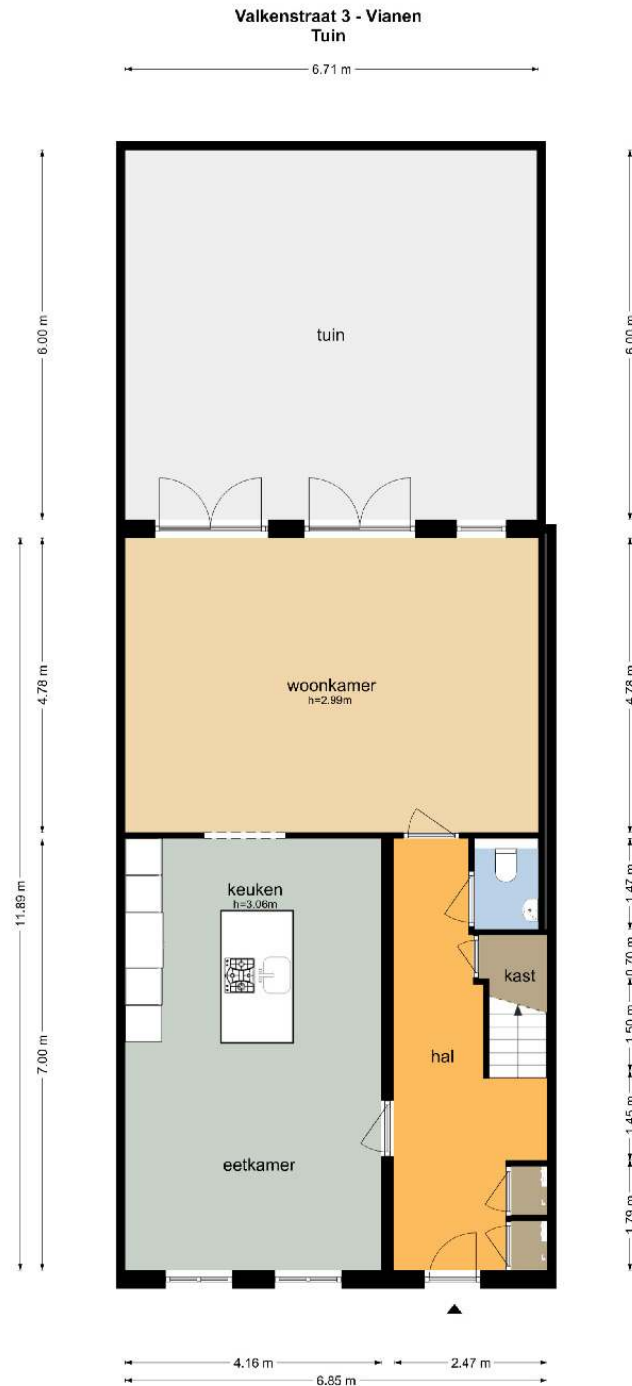 Valkenstraat 3 - Vianen
Tuin
6.71 m
6.00 m
6.00 m
tuin
11.89 m
4.78 m
4.78 m
woonkamer
h=2.99m
7.00 m
keuken
h=3.06m
1.47 m
0.70 m
kast
1.50 m
hal
1.45 m
eetkamer
1.79 m
4.16 m
2.47 m
6.85 m